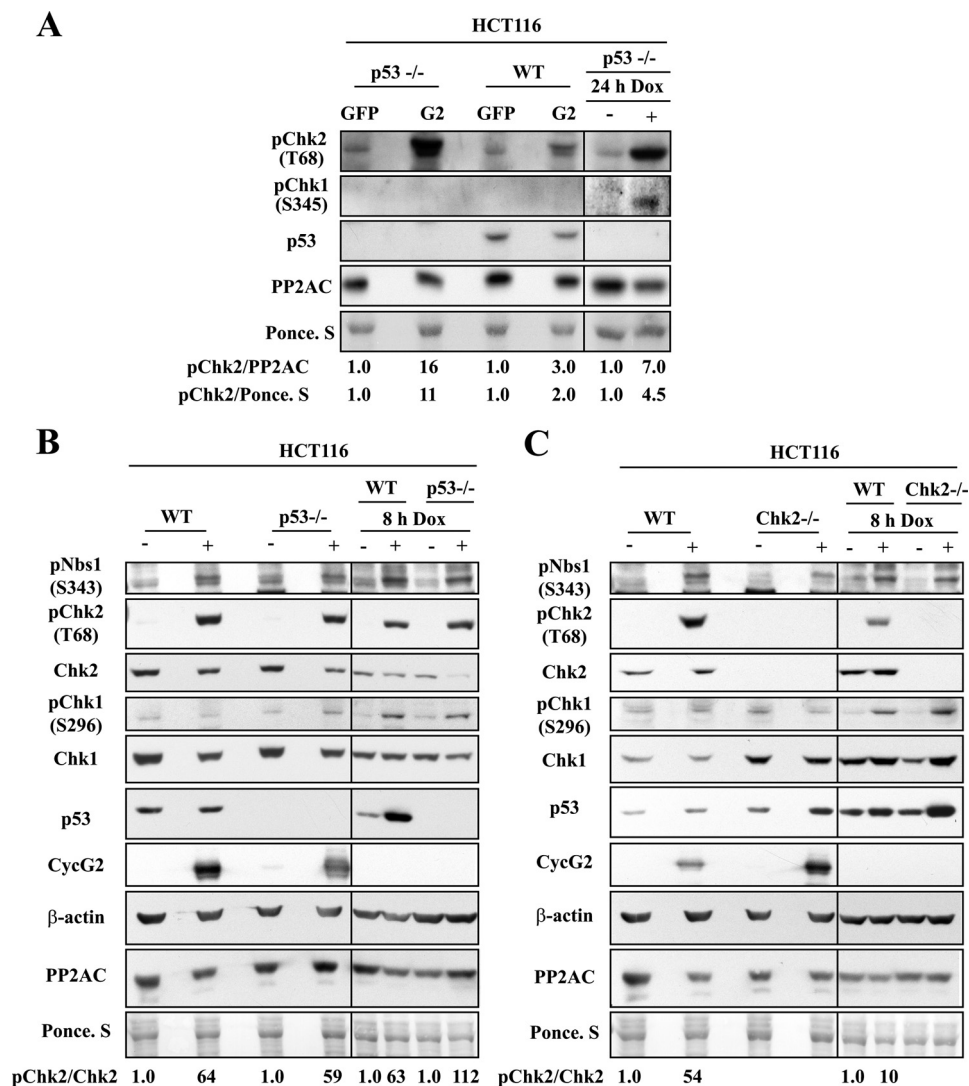 A
HCT116
p53 -/- WT p53 -/-
24 h Dox
GFP G2 GFP G2 - +
pChk2
(T68)
pChk1
(S345)
p53
PP2AC
Ponce. S
pChk2/PP2AC 1.0 16 1.0 3.0 1.0 7.0
pChk2/Ponce. S 1.0 11 1.0 2.0 1.0 4.5
B
HCT116
WT p53-/-
WT p53-/- 8 h Dox
- + - + - + - +
pNbs1
(S343)
pChk2
(T68)
Chk2
pChk1
(S296)
Chk1
p53
CycG2
β-actin
PP2AC
Ponce. S
pChk2/Chk2 1.0 64 1.0 59 1.0 63 1.0 112
C
HCT116
WT Chk2-/-
WT Chk2-/- 8 h Dox
- + - + - + - +
pNbs1
(S343)
pChk2
(T68)
Chk2
pChk1
(S296)
Chk1
p53
CycG2
β-actin
PP2AC
Ponce. S
pChk2/Chk2 1.0 54 1.0 10